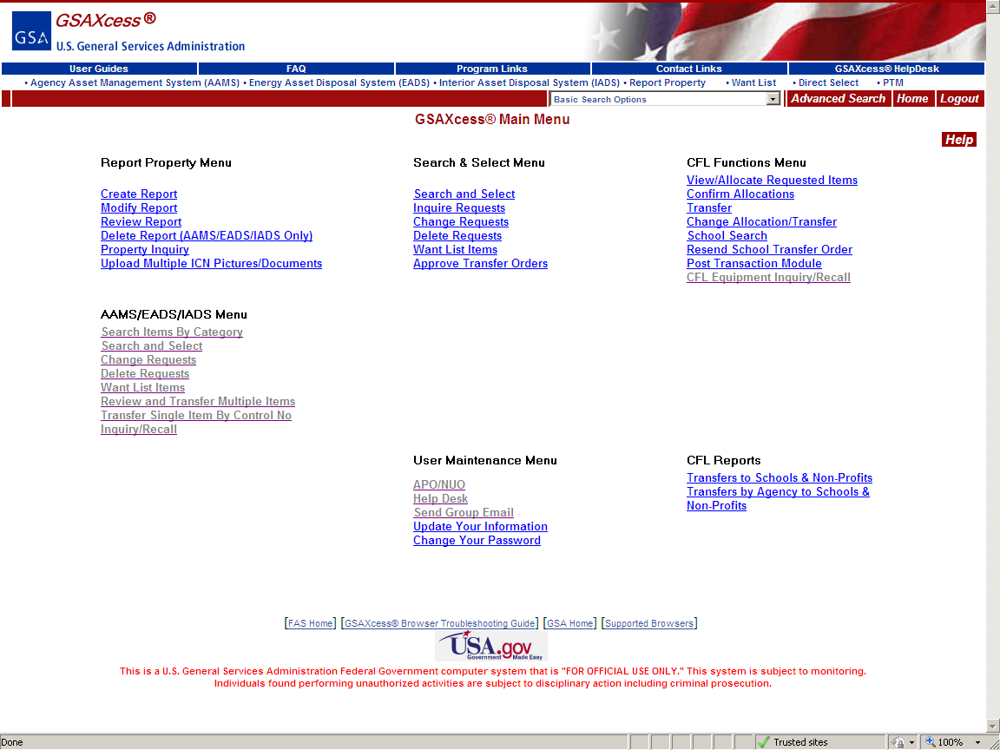 GSA
GSAXcess ®
U.S. General Services Administration
User Guides FAQ Program Links Contact Links GSAXcess® HelpDesk
• Agency Asset Management System (AAMS) • Energy Asset Disposal System (EADS) • Interior Asset Disposal System (IADS) • Report Property • Want List • Direct Select • PTM
Basic Search Options Advanced Search Home Logout
GSAXcess® Main Menu
Help
Report Property Menu
Create Report
Modify Report
Review Report
Delete Report (AAMS/EADS/IADS Only)
Property Inquiry
Upload Multiple ICN Pictures/Documents
Search & Select Menu
Search and Select
Inquire Requests
Change Requests
Delete Requests
Want List Items
Approve Transfer Orders
CFL Functions Menu
View/Allocate Requested Items
Confirm Allocations
Transfer
Change Allocation/Transfer
School Search
Resend School Transfer Order
Post Transaction Module
CFL Equipment Inquiry/Recall
AAMS/EADS/IADS Menu
Search Items By Category
Search and Select
Change Requests
Delete Requests
Want List Items
Review and Transfer Multiple Items
Transfer Single Item By Control No
Inquiry/Recall
User Maintenance Menu
APO/NUO
Help Desk
Send Group Email
Update Your Information
Change Your Password
CFL Reports
Transfers to Schools & Non-Profits
Transfers by Agency to Schools &
Non-Profits
[FAS Home] [GSAXcess® Browser Troubleshooting Guide] [GSA Home] [Supported Browsers]
USA.gov
Government Made Easy
This is a U.S. General Services Administration Federal Government computer system that is "FOR OFFICIAL USE ONLY." This system is subject to monitoring.
Individuals found performing unauthorized activities are subject to disciplinary action including criminal prosecution.
Done Trusted sites 100%